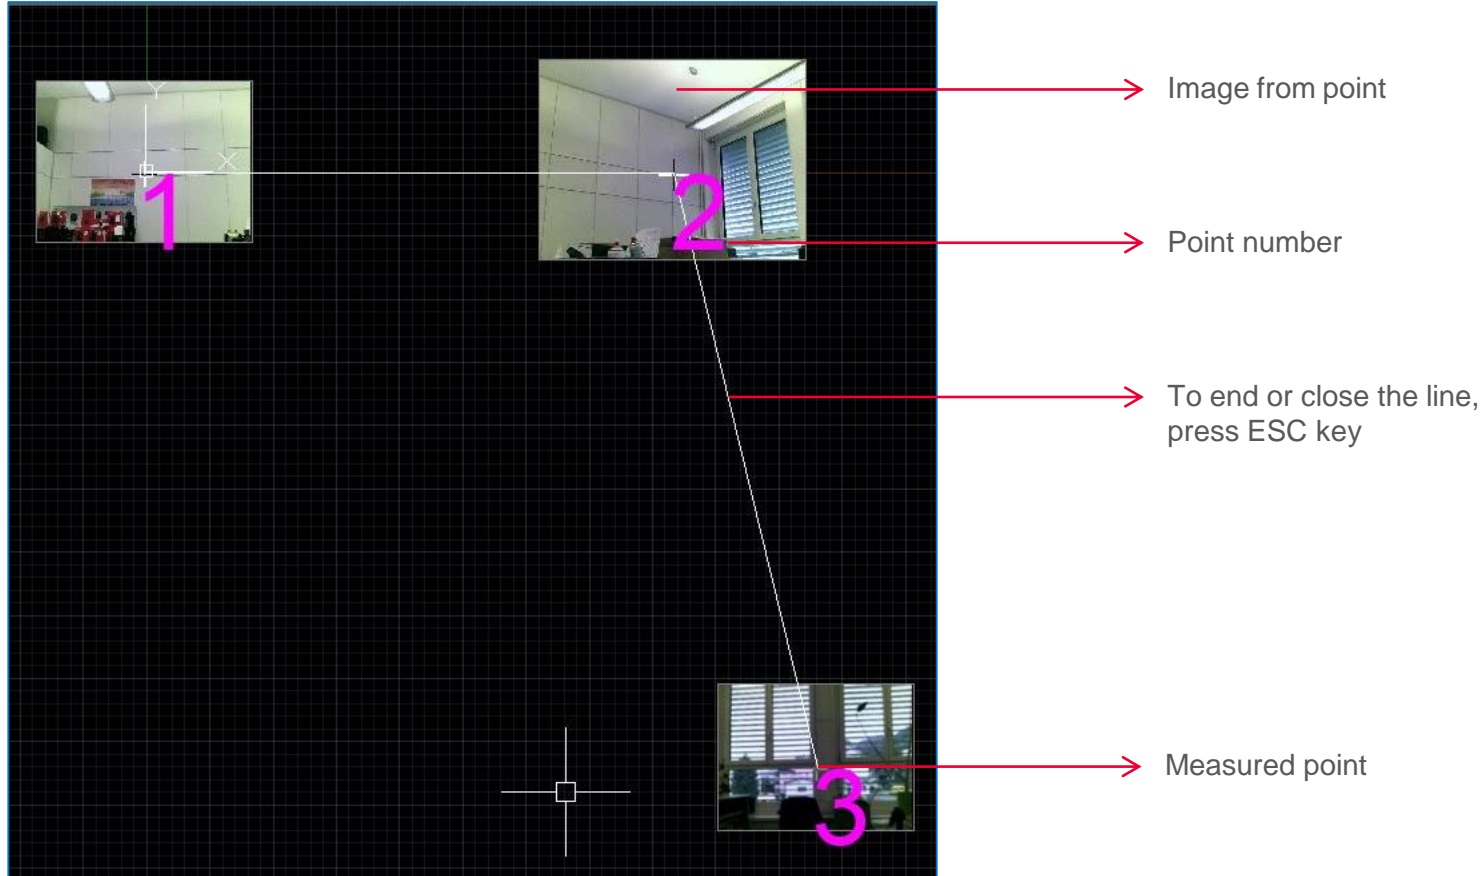 Y
X
1
2
3
Image from point
Point number
To end or close the line,
press ESC key
Measured point